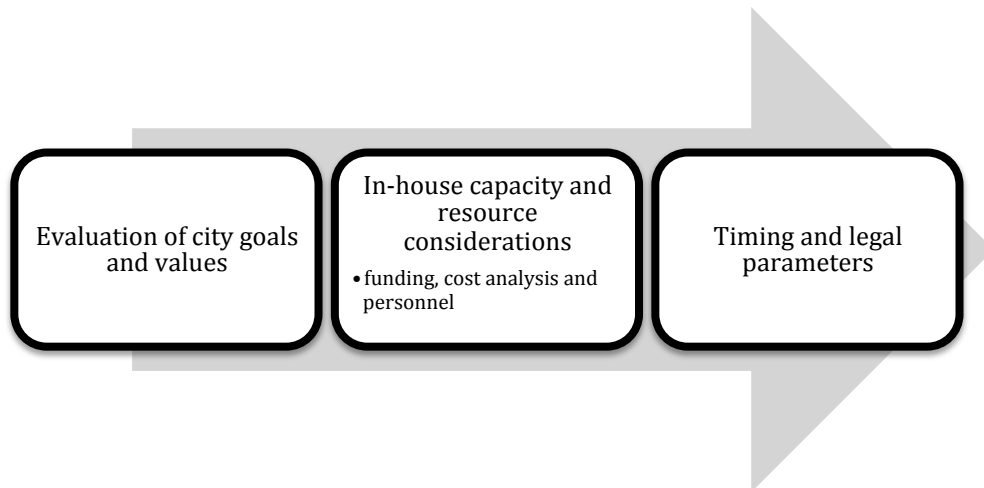 Evaluation of city goals
and values
In-house capacity and
resource
considerations
• funding, cost analysis and
personnel
Timing and legal
parameters